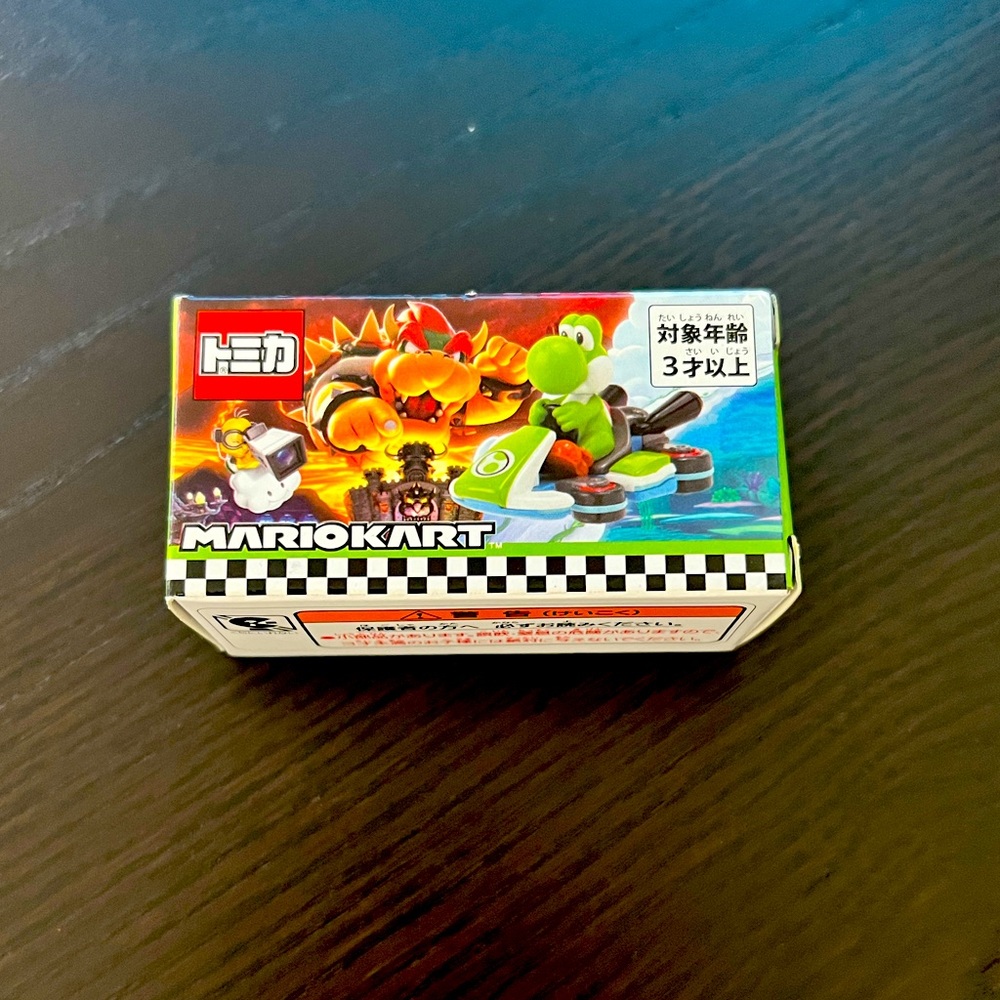 トミカ
たいしょうねんれい
対象年齢
さいいじょう
3才以上
MARIOKART™
警告(けいこく)
保護者の方へ 必ずお読みください。